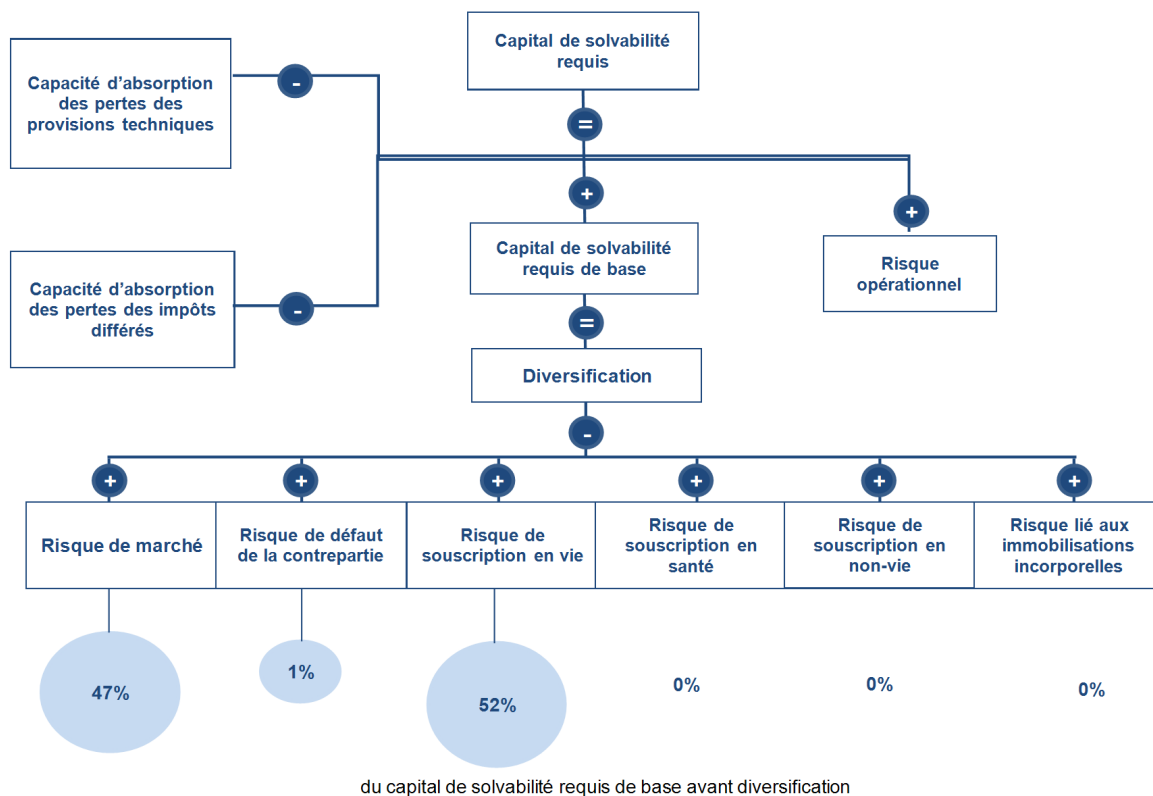 Capital de solvabilité
requis
Capacité d'absorption
des pertes des
provisions techniques
-
=
+
+
Capital de solvabilité
requis de base
Risque
opérationnel
Capacité d'absorption
des pertes des impôts
différés
-
=
Diversification
-
+
+
+
+
+
+
Risque de marché
Risque de défaut
de la contrepartie
Risque de
souscription en vie
Risque de
souscription en
santé
Risque de
souscription en
non-vie
Risque lié aux
immobilisations
incorporelles
47%
1%
52%
0%
0%
0%
du capital de solvabilité requis de base avant diversification